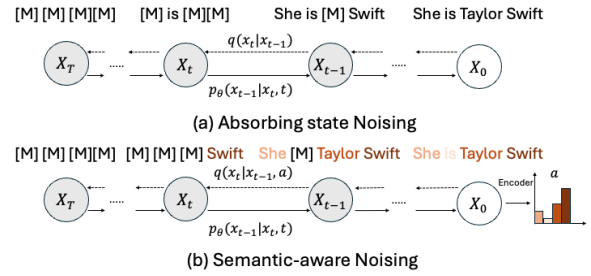 [M] [M] [M][M] [M] is [M][M] She is [M] Swift She is Taylor Swift
q(x_t|x_{t−1})
X_T ..... X_t X_{t−1} ..... X_0
p_θ(x_{t−1}|x_t, t)
(a) Absorbing state Noising
[M] [M] [M][M] [M] [M] [M] Swift She [M] Taylor Swift She is Taylor Swift
q(x_t|x_{t−1}, a) a
Encoder
X_T ..... X_t X_{t−1} ..... X_0
p_θ(x_{t−1}|x_t, t)
(b) Semantic-aware Noising